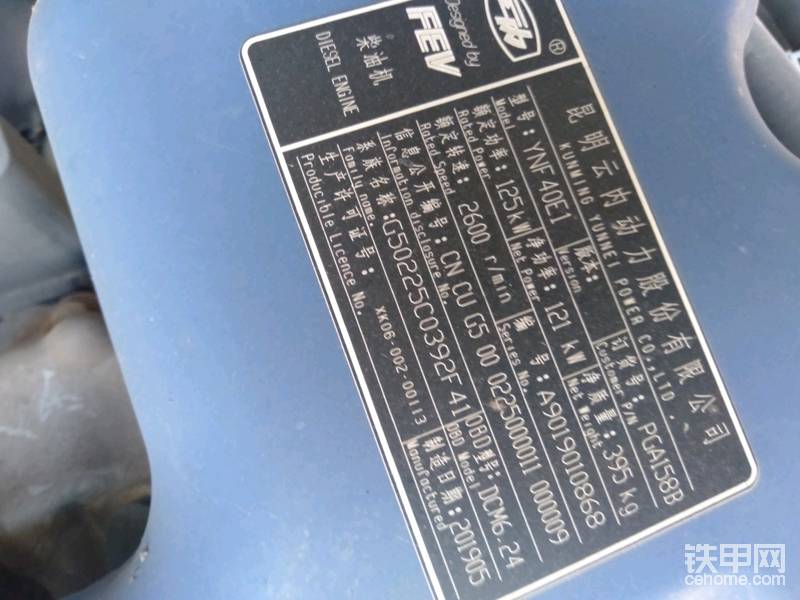 云内
®
Designed by
FEV
柴油机
DIESEL ENGINE
昆明云内动力股份有限公司
KUNMING YUNNEI POWER CO.,LTD
型号: YNF40E1 版本: 订货号: PGA158B
Model Version Customer P/N
额定功率: 125kW 净功率: 121 kW 净质量: 395 kg
Rated Power Net Power Net Weight
额定转速: 2600 r/min 编 号: A9019010868
Rated Speed Series No.
信息公开编号: CN CU G5 00 0225000011 000009
Information disclosure No.
系族名称: G50225C0392F 41 OBD型号: DCM6.24
Family name OBD Model
生产许可证号: XK06-002-00113 制造日期: 201905
Producible Licence No. Manufactured
铁甲网
cehome.com